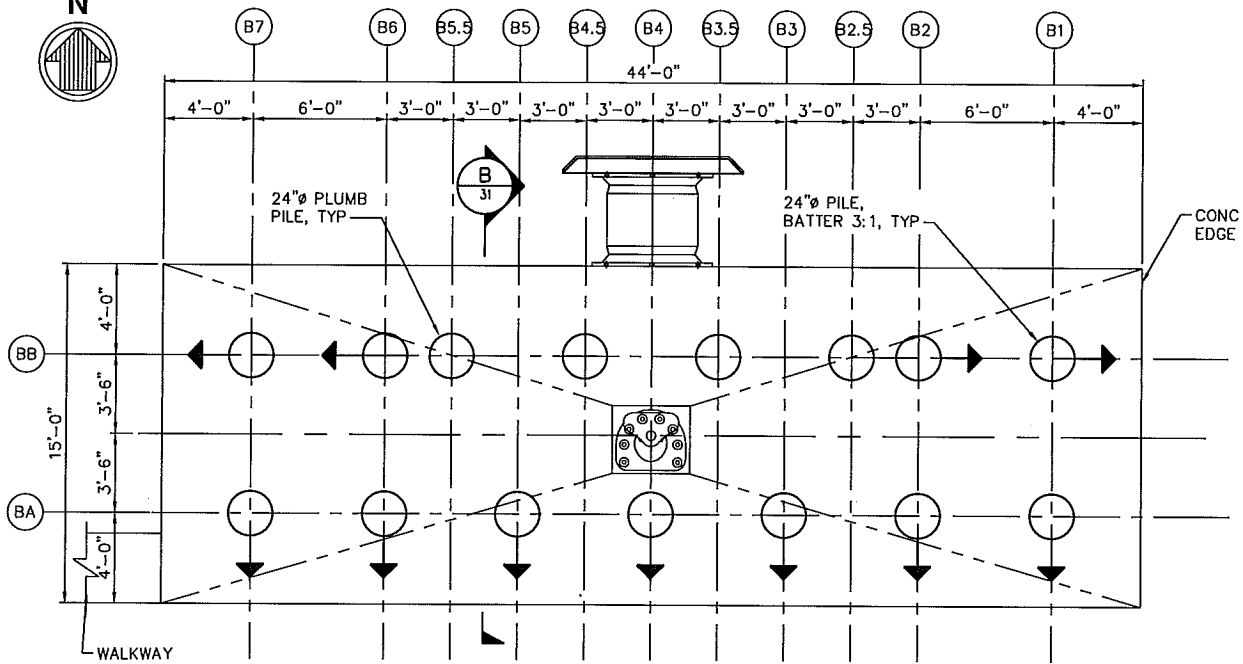 N
B7 B6 B5.5 B5 B4.5 B4 B3.5 B3 B2.5 B2 B1
44'-0"
4'-0" 6'-0" 3'-0" 3'-0" 3'-0" 3'-0" 3'-0" 3'-0" 3'-0" 3'-0" 6'-0" 4'-0"
B
31
24"ø PLUMB
PILE, TYP
24"ø PILE,
BATTER 3:1, TYP
CONC
EDGE
15'-0"
4'-0"
BB
3'-6"
3'-6"
BA
4'-0"
WALKWAY